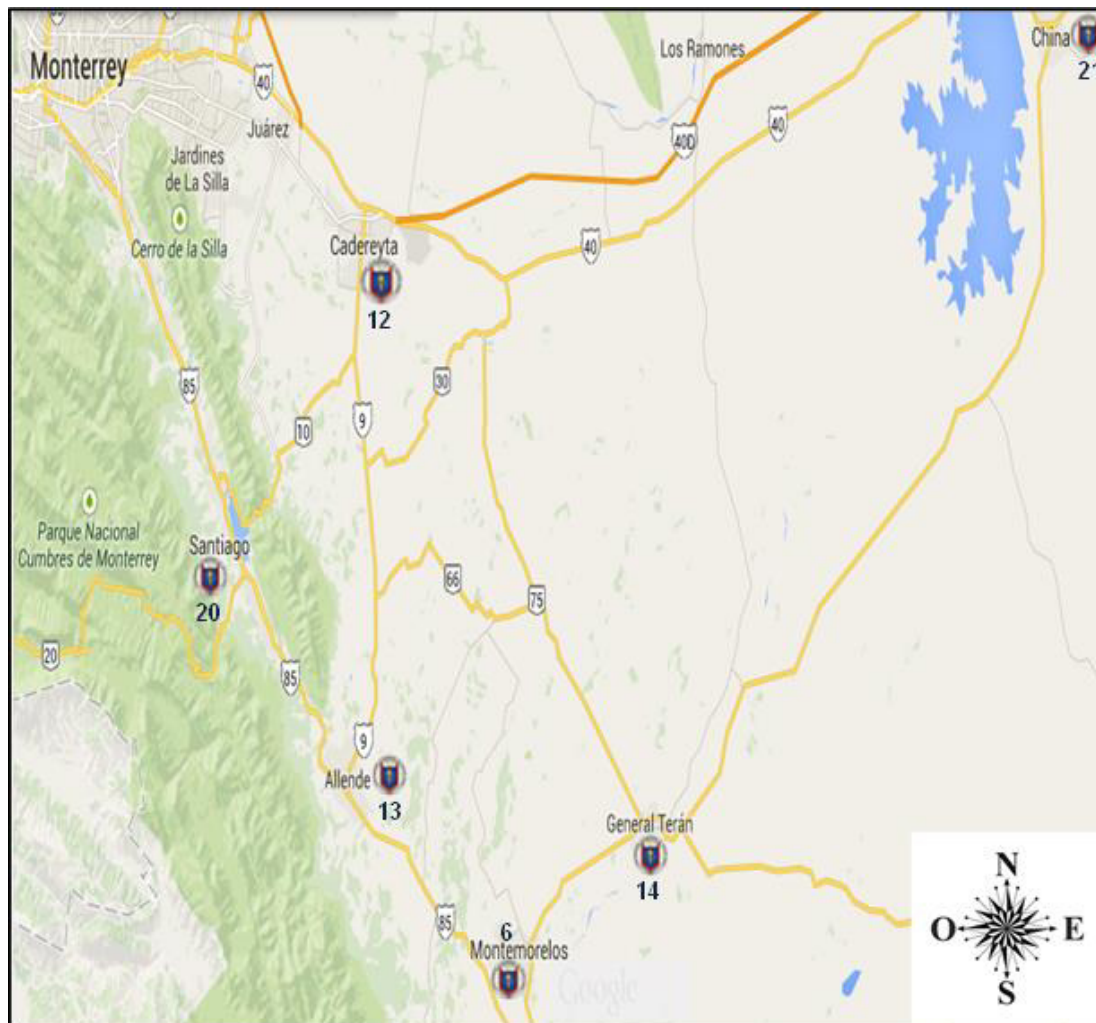 Monterrey
40
Juárez
Jardines
de La Silla
Cerro de la Silla
Los Ramones
China
21
40D
40
40
Cadereyta
12
85
30
10
9
Parque Nacional
Cumbres de Monterrey
Santiago
20
66
75
20
85
9
Allende
13
General Terán
14
85
6
Montemorelos
Google
N
O E
S